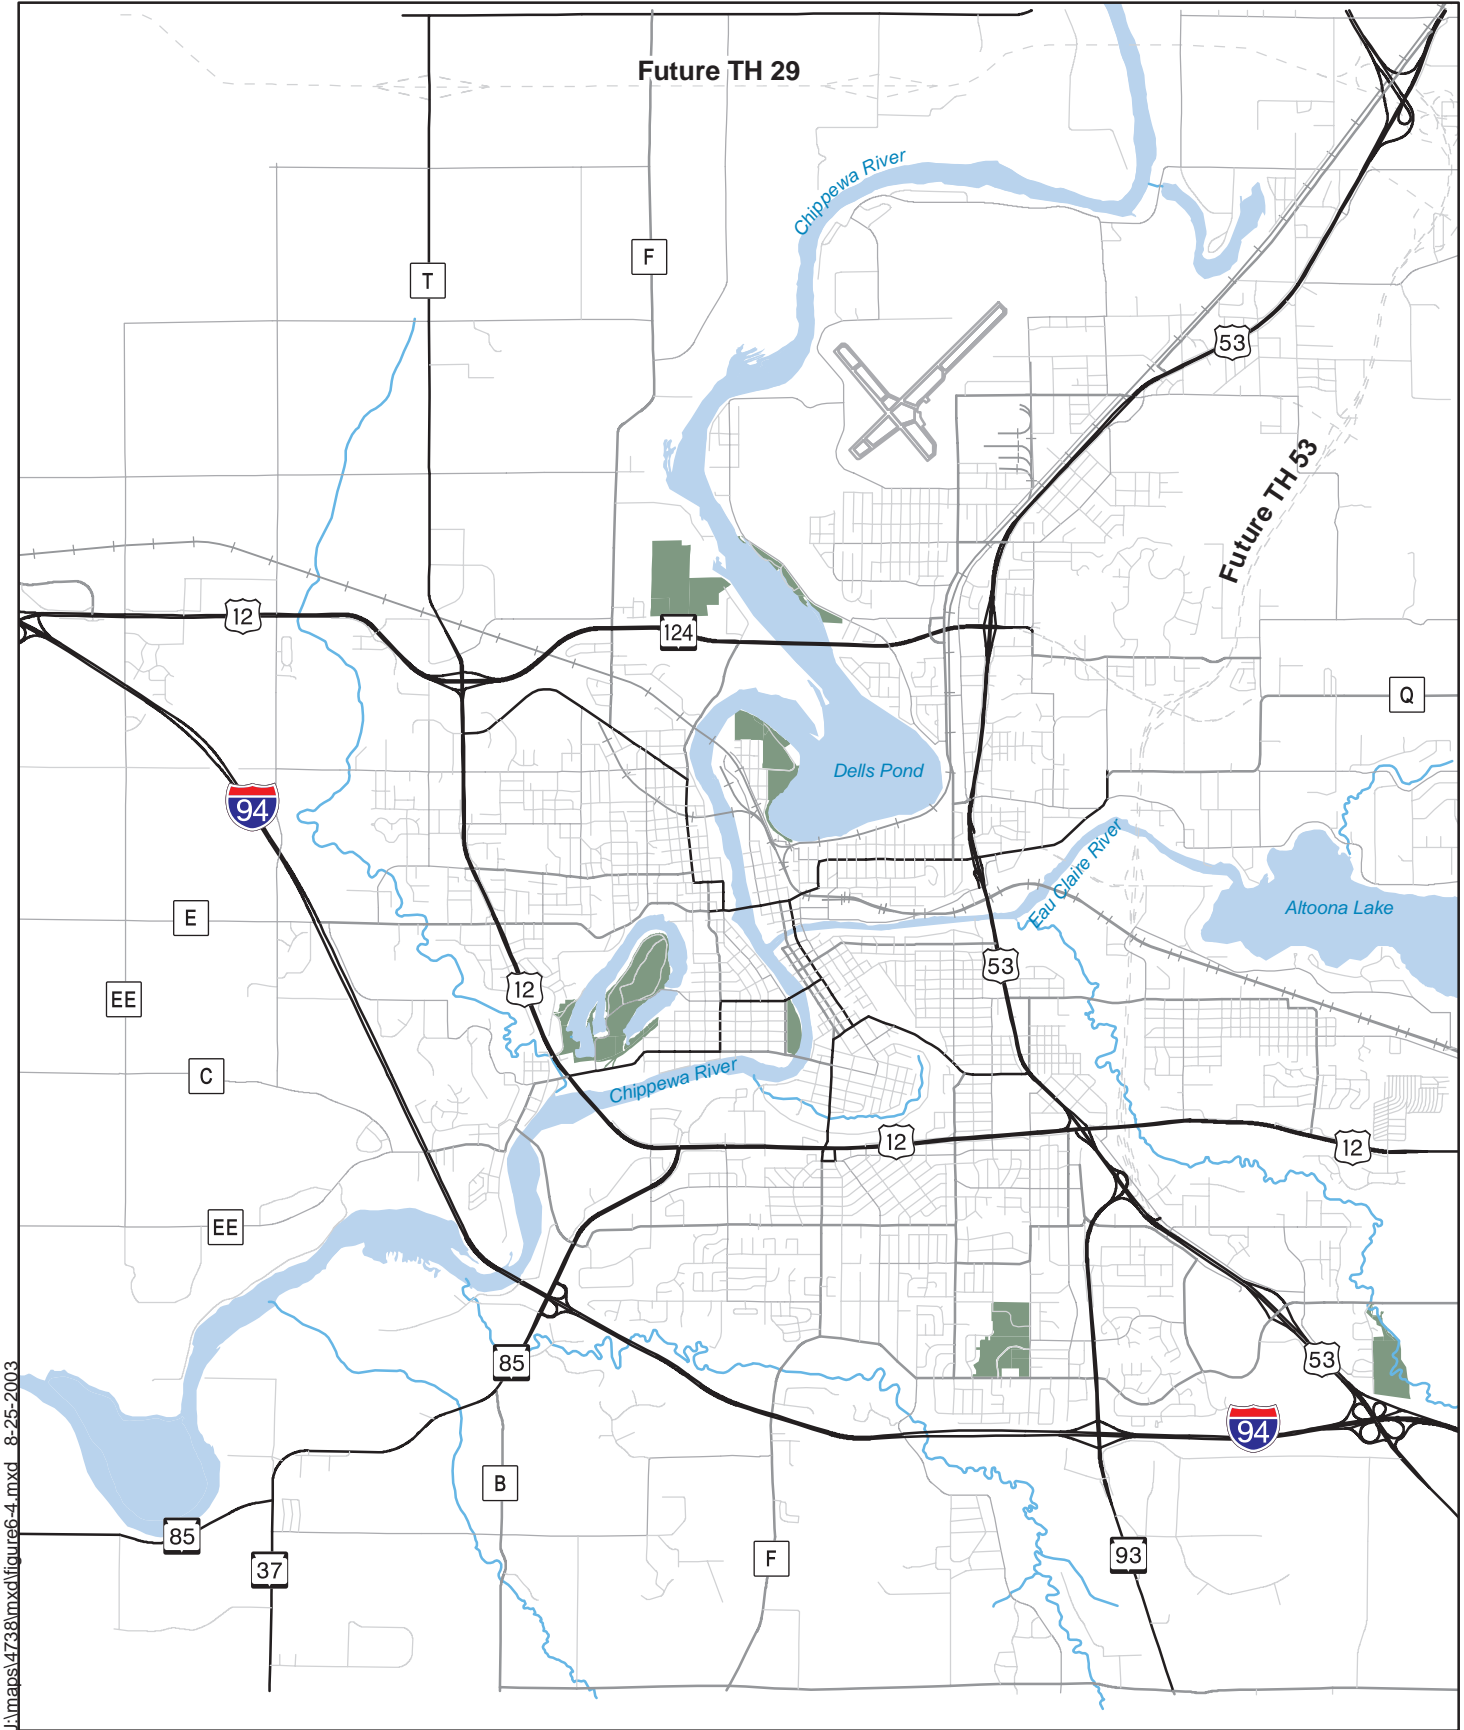 Future TH 29
Chippewa River
F
T
53
Future TH 53
12
124
Q
Dells Pond
94
Eau Claire River
Altoona Lake
E
53
12
EE
C
Chippewa River
12
12
EE
85
53
94
B
85
F
93
37
J:\maps\4738\mxd\figure6-4.mxd 8-25-2003